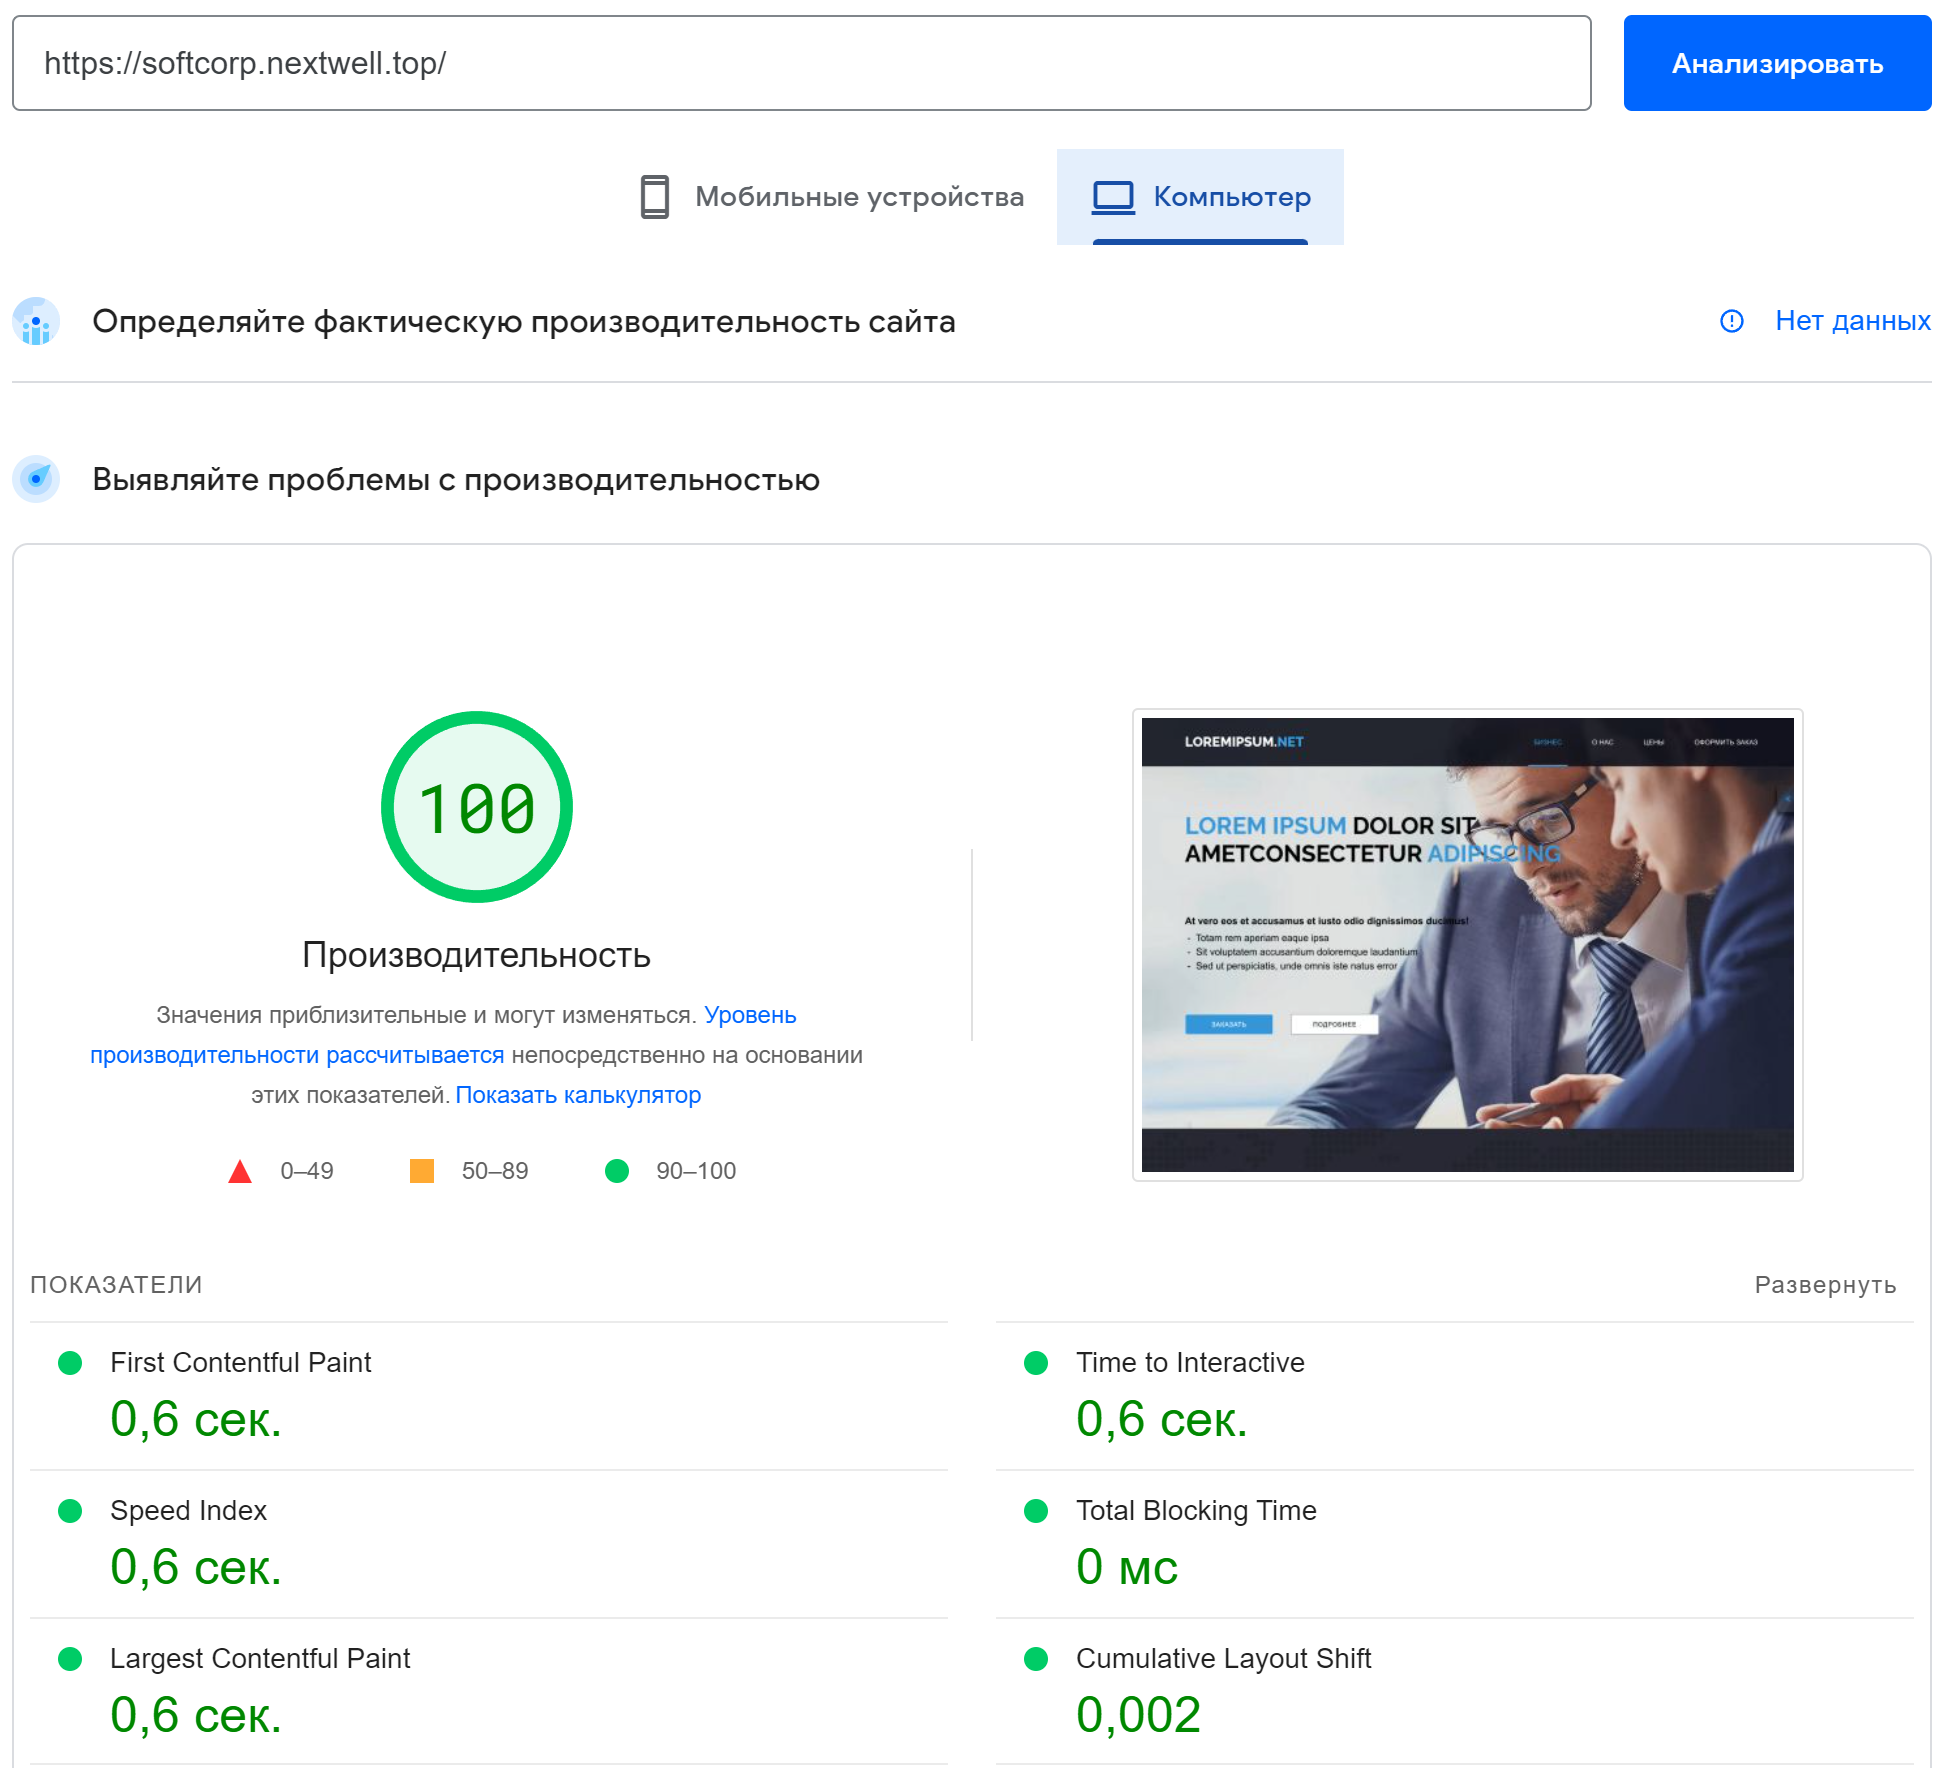 https://softcorp.nextwell.top/
Анализировать
Мобильные устройства
Компьютер
Определяйте фактическую производительность сайта
Нет данных
Выявляйте проблемы с производительностью
100
Производительность
Значения приблизительные и могут изменяться. Уровень
производительности рассчитывается непосредственно на основании
этих показателей. Показать калькулятор
0–49
50–89
90–100
LOREMIPSUM.NET
БИЗНЕС
О НАС
ЦЕНЫ
ОФОРМИТЬ ЗАКАЗ
LOREM IPSUM DOLOR SIT
AMETCONSECTETUR ADIPISCING
At vero eos et accusamus et iusto odio dignissimos ducimus!
- Totam rem aperiam eaque ipsa
- Sit voluptatem accusantium doloremque laudantium
- Sed ut perspiciatis, unde omnis iste natus error
ЗАКАЗАТЬ
ПОДРОБНЕЕ
ПОКАЗАТЕЛИ
Развернуть
First Contentful Paint
0,6 сек.
Time to Interactive
0,6 сек.
Speed Index
0,6 сек.
Total Blocking Time
0 мс
Largest Contentful Paint
0,6 сек.
Cumulative Layout Shift
0,002